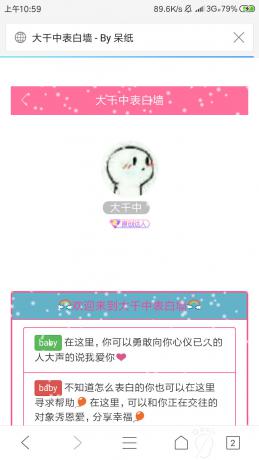 上午10:59
89.6K/s 3G 79%
大千中表白墙 - By 呆纸
大千中表白墙
大千中
原创达人
欢迎来到大千中表白墙
baby 在这里，你可以勇敢向你心仪已久的
人大声的说我爱你
baby 不知道怎么表白的你也可以在这里
寻求帮助 在这里，可以和你正在交往的
对象秀恩爱，分享幸福
2